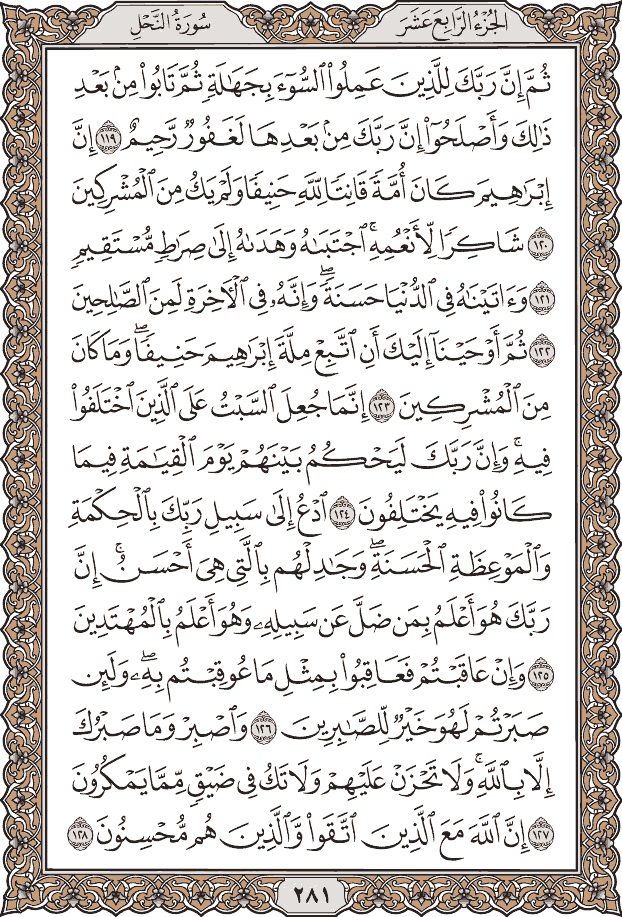 الجُزْءُ الرَّابِعَ عَشَرَ
سُورَةُ النَّحْلِ
ثُمَّ إِنَّ رَبَّكَ لِلَّذِينَ عَمِلُوا۟ ٱلسُّوٓءَ بِجَهَٰلَةٍ ثُمَّ تَابُوا۟ مِنۢ بَعْدِ
ذَٰلِكَ وَأَصْلَحُوٓا۟ إِنَّ رَبَّكَ مِنۢ بَعْدِهَا لَغَفُورٌ رَّحِيمٌ ١١٩ إِنَّ
إِبْرَٰهِيمَ كَانَ أُمَّةً قَانِتًا لِّلَّهِ حَنِيفًا وَلَمْ يَكُ مِنَ ٱلْمُشْرِكِينَ
١٢٠ شَاكِرًا لِّأَنْعُمِهِ ۚ ٱجْتَبَىٰهُ وَهَدَىٰهُ إِلَىٰ صِرَٰطٍ مُّسْتَقِيمٍ
١٢١ وَءَاتَيْنَٰهُ فِى ٱلدُّنْيَا حَسَنَةً ۖ وَإِنَّهُۥ فِى ٱلْءَاخِرَةِ لَمِنَ ٱلصَّٰلِحِينَ
١٢٢ ثُمَّ أَوْحَيْنَآ إِلَيْكَ أَنِ ٱتَّبِعْ مِلَّةَ إِبْرَٰهِيمَ حَنِيفًا ۖ وَمَا كَانَ
مِنَ ٱلْمُشْرِكِينَ ١٢٣ إِنَّمَا جُعِلَ ٱلسَّبْتُ عَلَى ٱلَّذِينَ ٱخْتَلَفُوا۟
فِيهِ ۚ وَإِنَّ رَبَّكَ لَيَحْكُمُ بَيْنَهُمْ يَوْمَ ٱلْقِيَٰمَةِ فِيمَا
كَانُوا۟ فِيهِ يَخْتَلِفُونَ ١٢٤ ٱدْعُ إِلَىٰ سَبِيلِ رَبِّكَ بِٱلْحِكْمَةِ
وَٱلْمَوْعِظَةِ ٱلْحَسَنَةِ ۖ وَجَٰدِلْهُم بِٱلَّتِى هِىَ أَحْسَنُ ۚ إِنَّ
رَبَّكَ هُوَ أَعْلَمُ بِمَن ضَلَّ عَن سَبِيلِهِۦ وَهُوَ أَعْلَمُ بِٱلْمُهْتَدِينَ
١٢٥ وَإِنْ عَاقَبْتُمْ فَعَاقِبُوا۟ بِمِثْلِ مَا عُوقِبْتُم بِهِۦ ۖ وَلَئِن
صَبَرْتُمْ لَهُوَ خَيْرٌ لِّلصَّٰبِرِينَ ١٢٦ وَٱصْبِرْ وَمَا صَبْرُكَ
إِلَّا بِٱللَّهِ ۚ وَلَا تَحْزَنْ عَلَيْهِمْ وَلَا تَكُ فِى ضَيْقٍ مِّمَّا يَمْكُرُونَ
١٢٧ إِنَّ ٱللَّهَ مَعَ ٱلَّذِينَ ٱتَّقَوا۟ وَّٱلَّذِينَ هُم مُّحْسِنُونَ ١٢٨
٢٨١